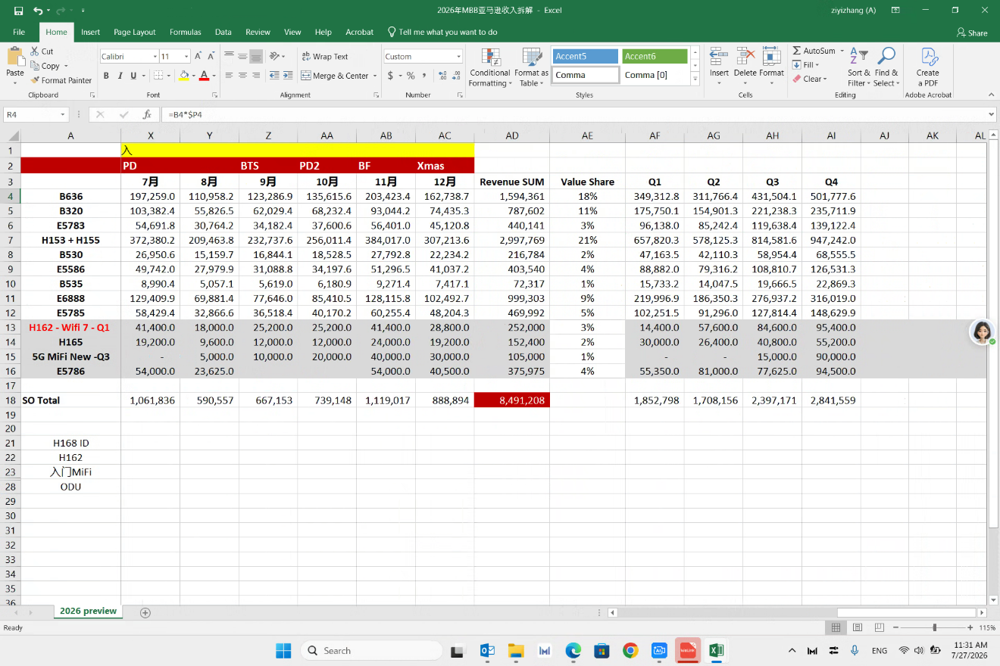 2026年MBB亚马逊收入拆解 - Excel
ziyizhang (A)
File Home Insert Page Layout Formulas Data Review View Help Acrobat Tell me what you want to do Share
Paste Cut Copy Format Painter Clipboard
Calibri 11 B I U Font
Wrap Text Merge & Center Alignment
Custom $ % , Number
Conditional Formatting Format as Table Accent5 Accent6 Comma Comma [0] Styles
Insert Delete Format Cells
AutoSum Fill Clear Sort & Filter Find & Select Editing
Create a PDF Adobe Acrobat
R4 fx =B4*$P4
A X Y Z AA AB AC AD AE AF AG AH AI AJ AK AL
1 入
2 PD BTS PD2 BF Xmas
3 7月 8月 9月 10月 11月 12月 Revenue SUM Value Share Q1 Q2 Q3 Q4
4 B636 197,259.0 110,958.2 123,286.9 135,615.6 203,423.4 162,738.7 1,594,361 18% 349,312.8 311,766.4 431,504.1 501,777.6
5 B320 103,382.4 55,826.5 62,029.4 68,232.4 93,044.2 74,435.3 787,602 11% 175,750.1 154,901.3 221,238.3 235,711.9
6 E5783 54,691.8 30,764.2 34,182.4 37,600.6 56,401.0 45,120.8 440,141 3% 96,138.0 85,242.4 119,638.4 139,122.4
7 H153 + H155 372,380.2 209,463.8 232,737.6 256,011.4 384,017.0 307,213.6 2,997,769 21% 657,820.3 578,125.3 814,581.6 947,242.0
8 B530 26,950.6 15,159.7 16,844.1 18,528.5 27,792.8 22,234.2 216,784 2% 47,163.5 42,110.3 58,954.4 68,555.5
9 E5586 49,742.0 27,979.9 31,088.8 34,197.6 51,296.5 41,037.2 403,540 4% 88,882.0 79,316.2 108,810.7 126,531.3
10 B535 8,990.4 5,057.1 5,619.0 6,180.9 9,271.4 7,417.1 72,317 1% 15,733.2 14,047.5 19,666.5 22,869.3
11 E6888 129,409.9 69,881.4 77,646.0 85,410.5 128,115.8 102,492.7 999,303 9% 219,996.9 186,350.3 276,937.2 316,019.0
12 E5785 58,429.4 32,866.6 36,518.4 40,170.2 60,255.4 48,204.3 469,992 5% 102,251.5 91,296.0 127,814.4 148,629.9
13 H162 - Wifi 7 - Q1 41,400.0 18,000.0 25,200.0 25,200.0 41,400.0 28,800.0 252,000 3% 14,400.0 57,600.0 84,600.0 95,400.0
14 H165 19,200.0 9,600.0 12,000.0 12,000.0 24,000.0 19,200.0 152,400 2% 30,000.0 26,400.0 40,800.0 55,200.0
15 5G MiFi New -Q3 - 5,000.0 10,000.0 20,000.0 40,000.0 30,000.0 105,000 1% - - 15,000.0 90,000.0
16 E5786 54,000.0 23,625.0 54,000.0 40,500.0 375,975 4% 55,350.0 81,000.0 77,625.0 94,500.0
17
18 SO Total 1,061,836 590,557 667,153 739,148 1,119,017 888,894 8,491,208 1,852,798 1,708,156 2,397,171 2,841,559
19
20
21 H168 ID
22 H162
23 入门MiFi
28 ODU
29
30
31
32
33
34
35
36
2026 preview
Ready 115%
Search ENG 11:31 AM
7/27/2026